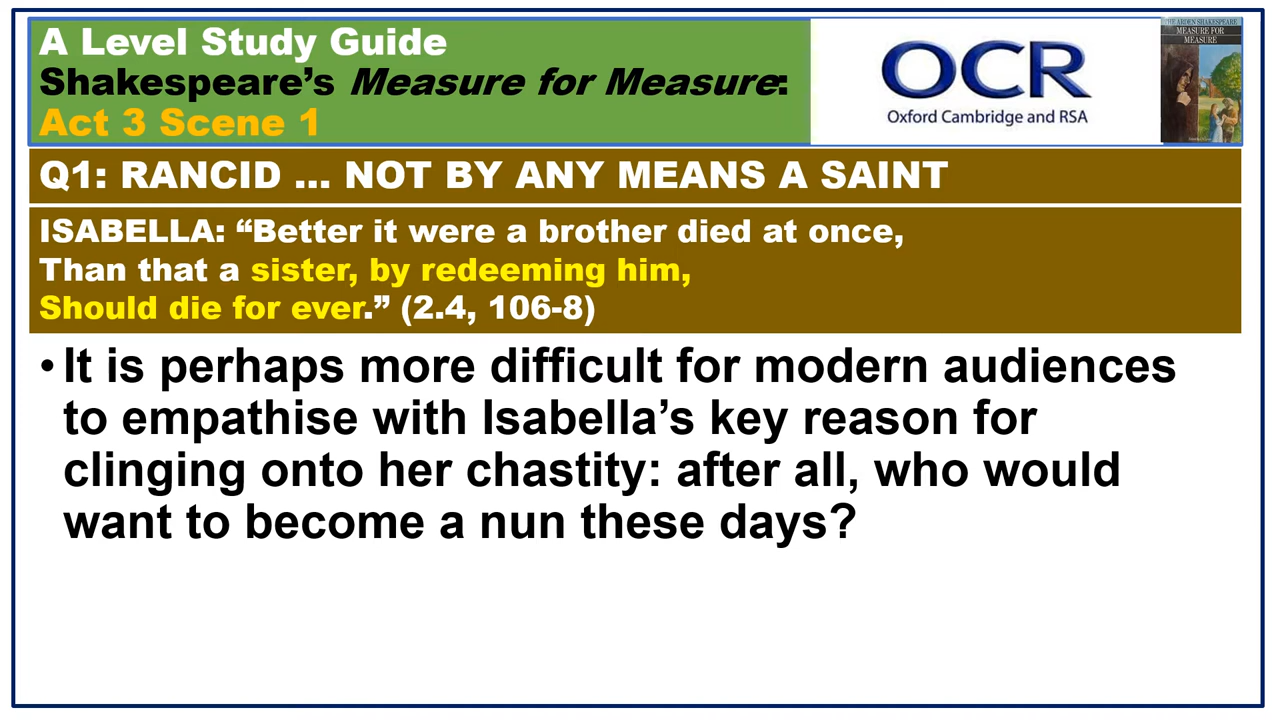 A Level Study Guide
Shakespeare's Measure for Measure:
Act 3 Scene 1
OCR
Oxford Cambridge and RSA
THE ARDEN SHAKESPEARE
MEASURE FOR
MEASURE
Q1: RANCID ... NOT BY ANY MEANS A SAINT
ISABELLA: “Better it were a brother died at once,
Than that a sister, by redeeming him,
Should die for ever.” (2.4, 106-8)
• It is perhaps more difficult for modern audiences
to empathise with Isabella’s key reason for
clinging onto her chastity: after all, who would
want to become a nun these days?